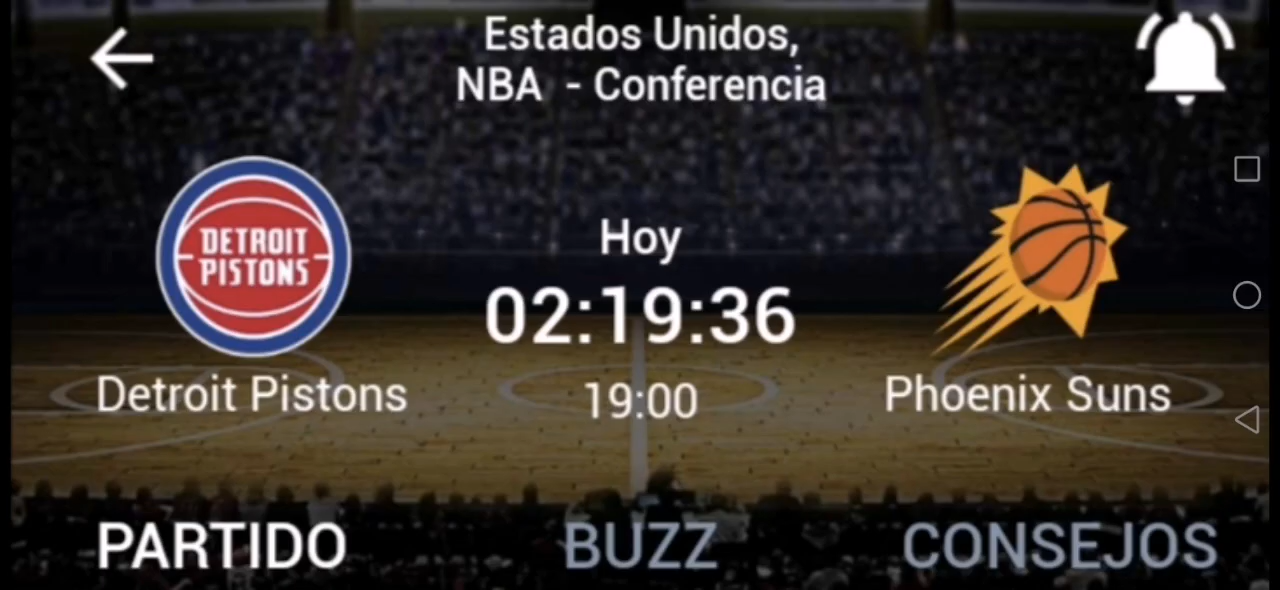 Estados Unidos,
NBA - Conferencia
DETROIT
PISTONS
Hoy
02:19:36
Detroit Pistons
19:00
Phoenix Suns
PARTIDO
BUZZ
CONSEJOS